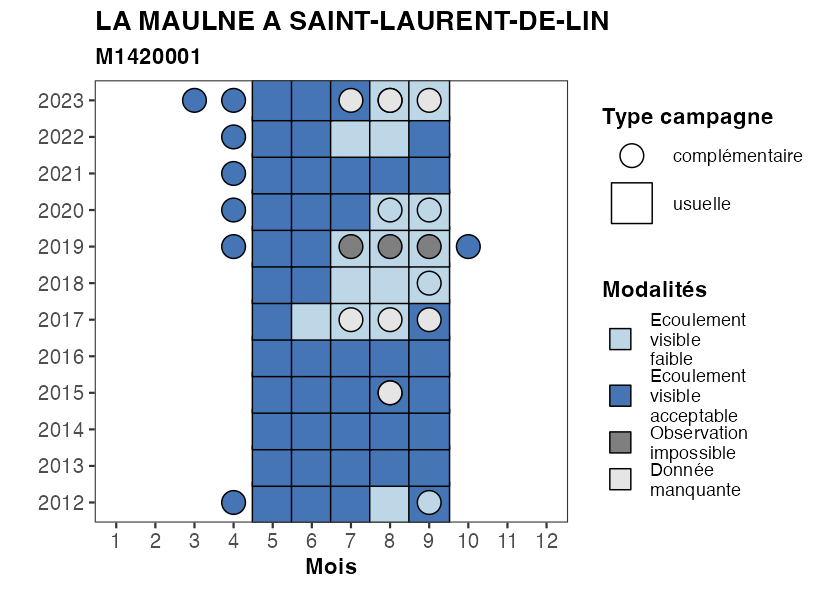 LA MAULNE A SAINT-LAURENT-DE-LIN
M1420001
2023
2022
2021
2020
2019
2018
2017
2016
2015
2014
2013
2012
1 2 3 4 5 6 7 8 9 10 11 12
Mois
Type campagne
complémentaire
usuelle
Modalités
Ecoulement
visible
faible
Ecoulement
visible
acceptable
Observation
impossible
Donnée
manquante